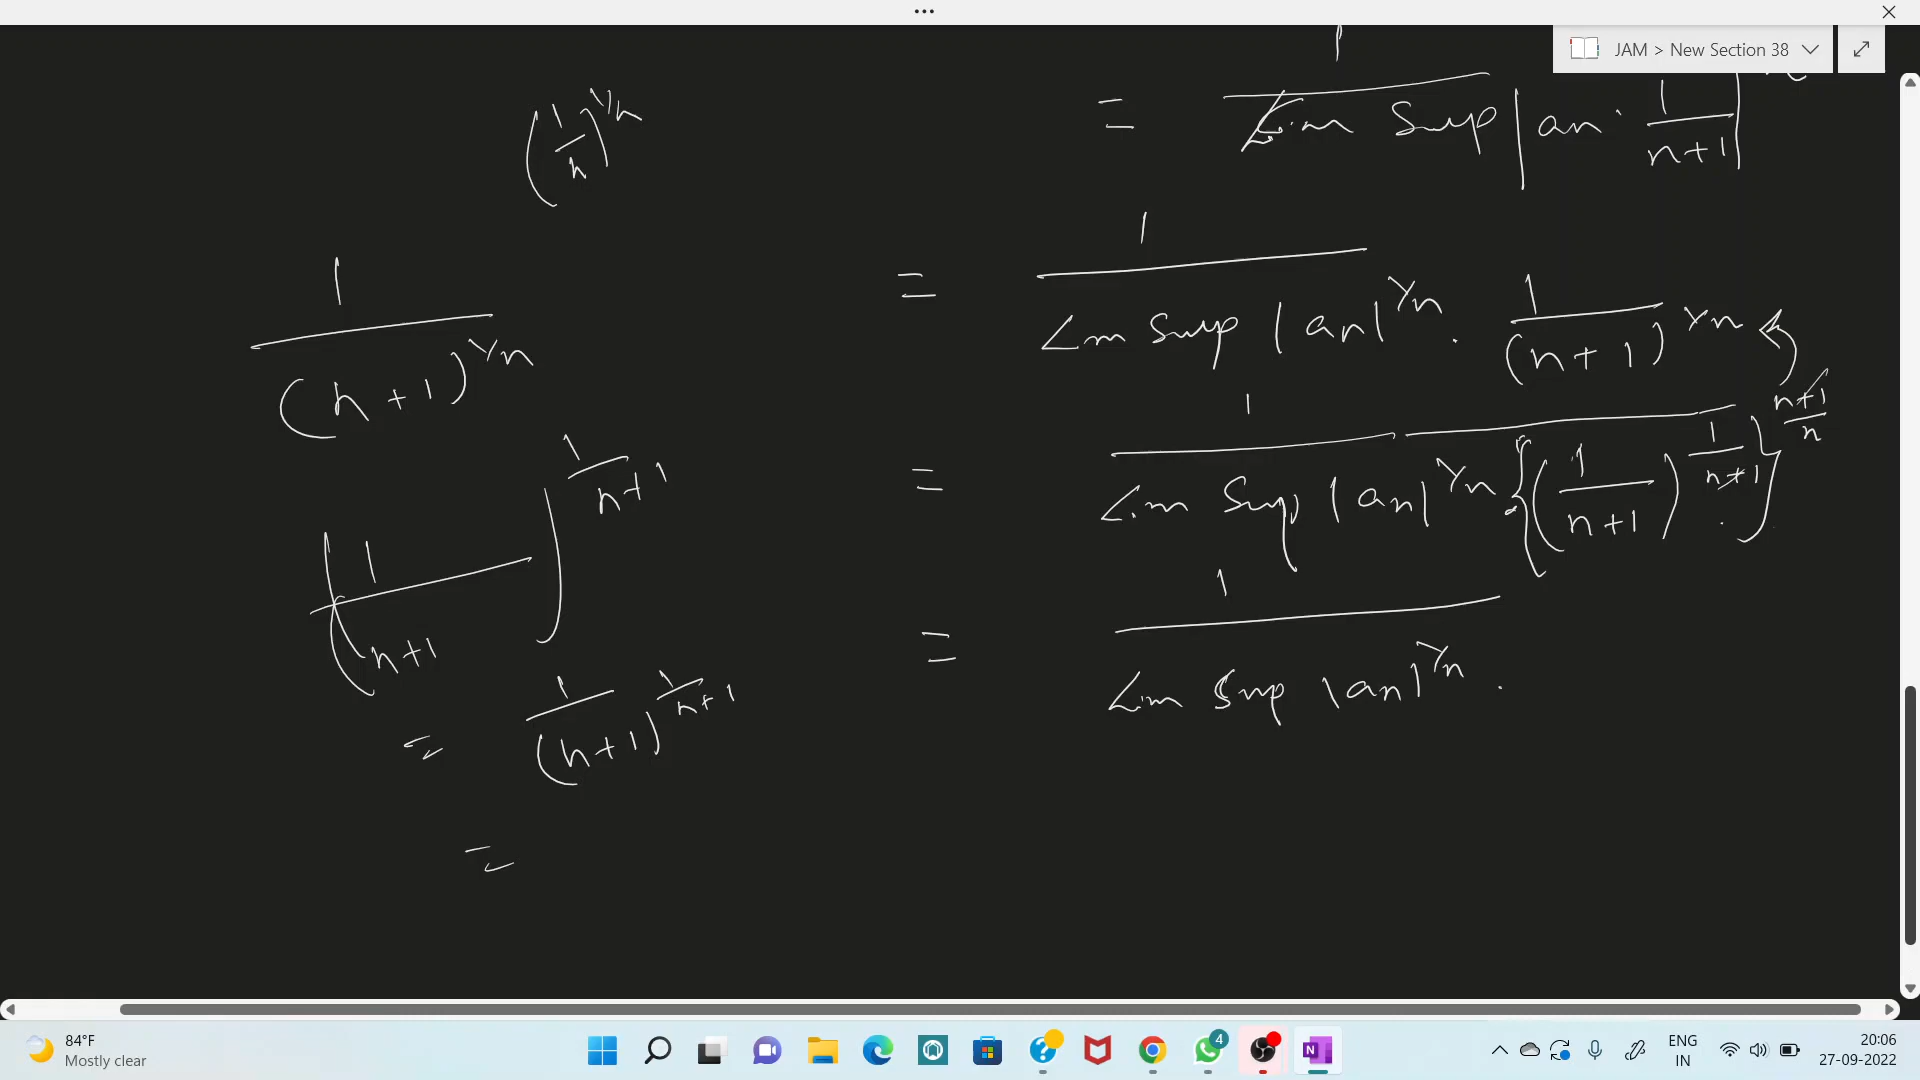 JAM > New Section 38
(1/n)^1/n
= 1 / Lim Sup |an · 1/n+1|
1 / (n+1)^1/n
= 1 / Lim Sup |an|^1/n · 1/(n+1)^1/n
(1/n+1)^1/n+1
= 1 / Lim Sup |an|^1/n {(1/n+1)^1/n+1}^n+1/n
= 1/(n+1)^1/n+1
= 1 / Lim Sup |an|^1/n .
=
84°F
Mostly clear
4
ENG
IN
20:06
27-09-2022